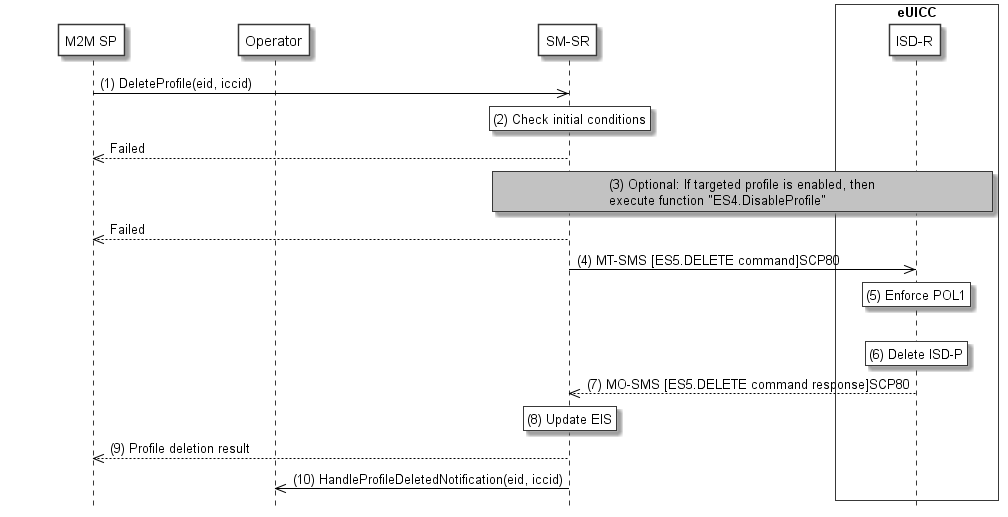 eUICC
M2M SP
Operator
SM-SR
ISD-R
(1) DeleteProfile(eid, iccid)
(2) Check initial conditions
Failed
(3) Optional: If targeted profile is enabled, then
execute function "ES4.DisableProfile"
Failed
(4) MT-SMS [ES5.DELETE command]SCP80
(5) Enforce POL1
(6) Delete ISD-P
(7) MO-SMS [ES5.DELETE command response]SCP80
(8) Update EIS
(9) Profile deletion result
(10) HandleProfileDeletedNotification(eid, iccid)